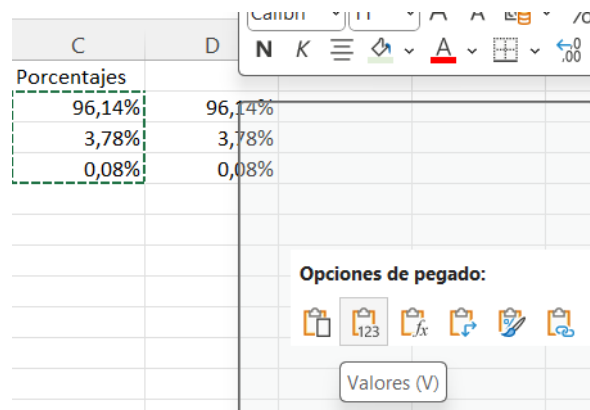 Calibri 11 A A %
C D N K A ,00
Porcentajes
96,14% 96,14%
3,78% 3,78%
0,08% 0,08%
Opciones de pegado:
123 fx
Valores (V)